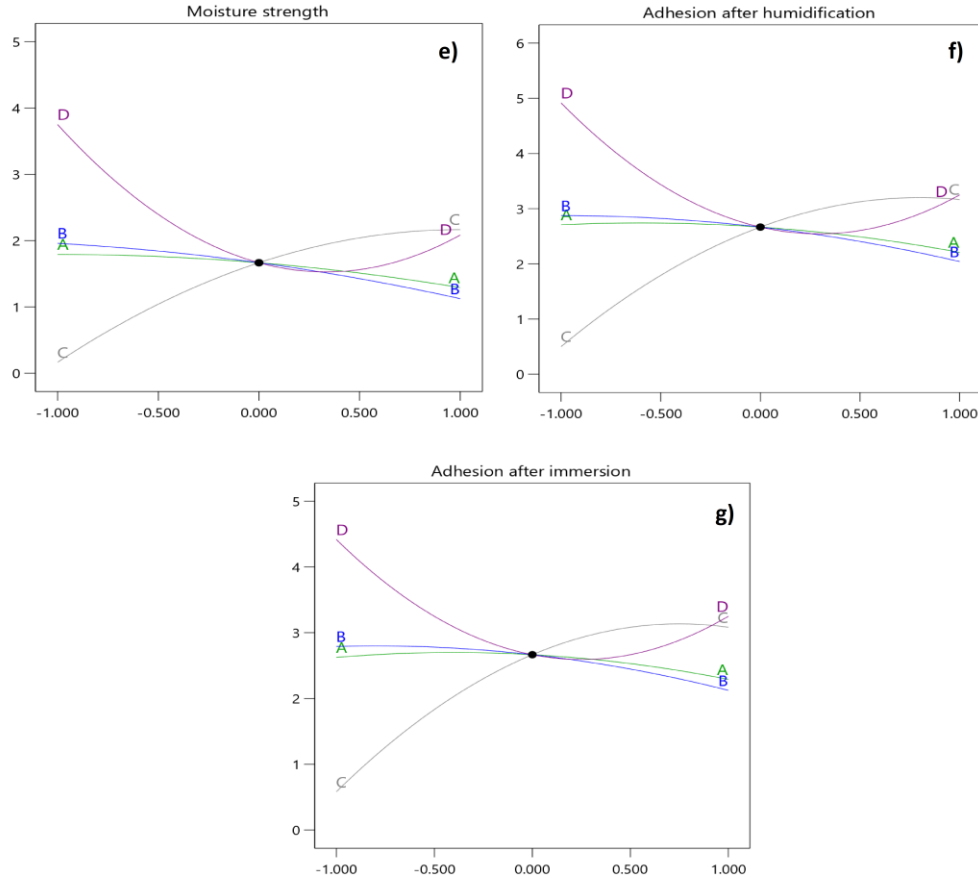 Moisture strength
e)
5
4
3
2
1
0
D
B
A
C
C
D
A
B
-1.000 -0.500 0.000 0.500 1.000
Adhesion after humidification
f)
6
5
4
3
2
1
0
D
B
A
C
D C
A
B
-1.000 -0.500 0.000 0.500 1.000
Adhesion after immersion
g)
5
4
3
2
1
0
D
B
A
C
D
C
A
B
-1.000 -0.500 0.000 0.500 1.000